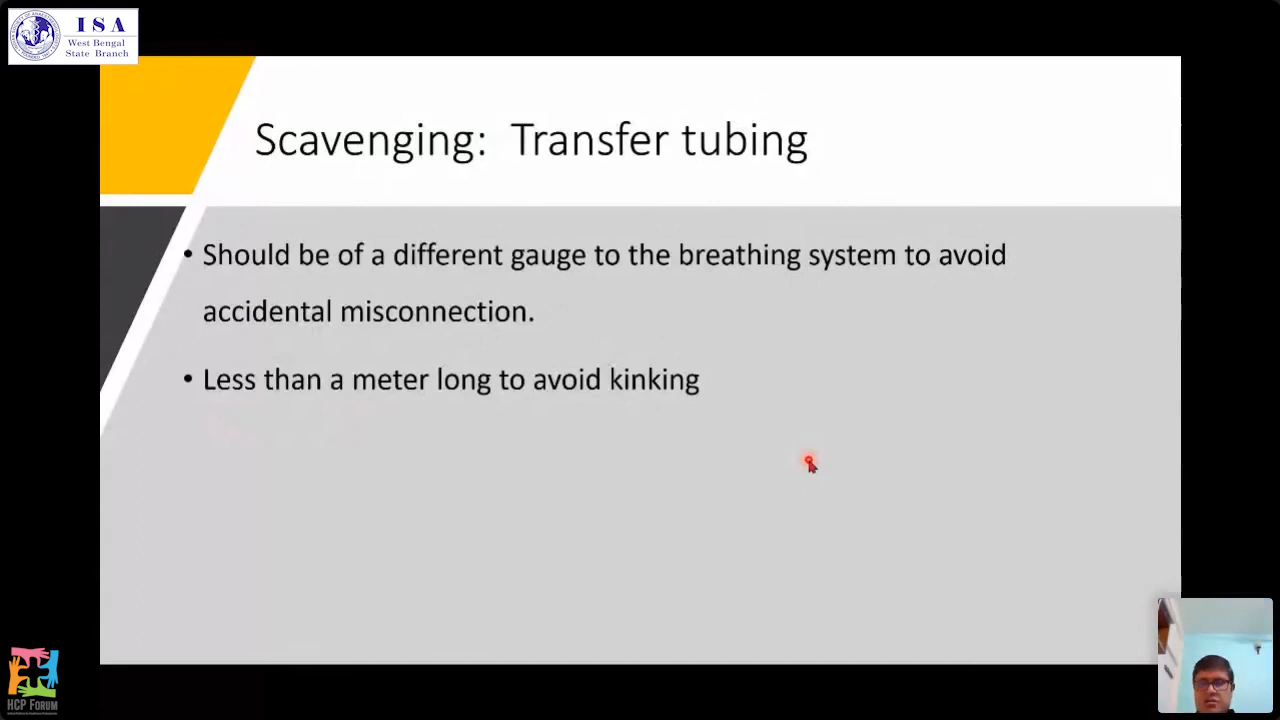 I S A
West Bengal
State Branch
Scavenging: Transfer tubing
• Should be of a different gauge to the breathing system to avoid
accidental misconnection.
• Less than a meter long to avoid kinking
HCP FORUM